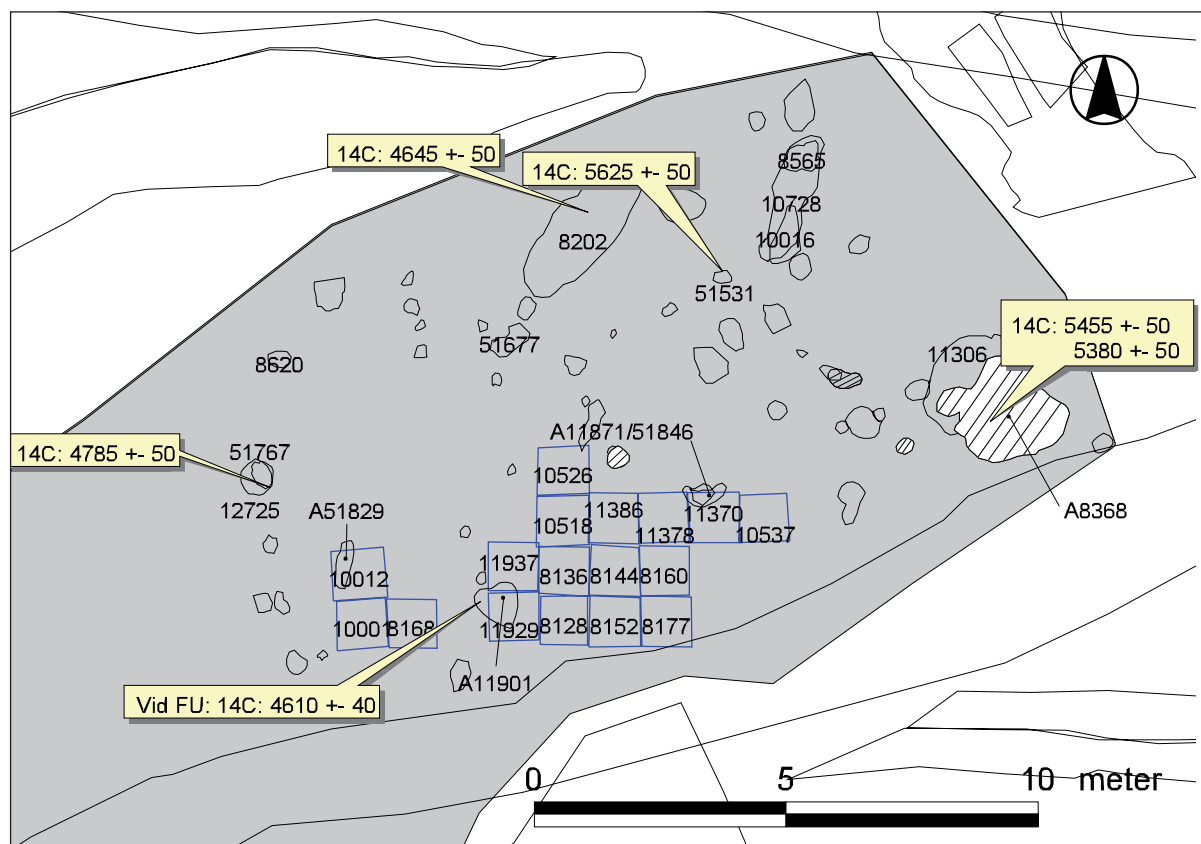 14C: 4645 +- 50
14C: 5625 +- 50
8565
10728
10016
8202
51531
14C: 5455 +- 50
5380 +- 50
51677
11306
8620
A11871/51846
14C: 4785 +- 50
51767
10526
12725
A51829
10518
11386
11378
11370
10537
A8368
11937
10012
8136
8144
8160
10001
8168
11929
8128
8152
8177
A11901
Vid FU: 14C: 4610 +- 40
0 5 10 meter